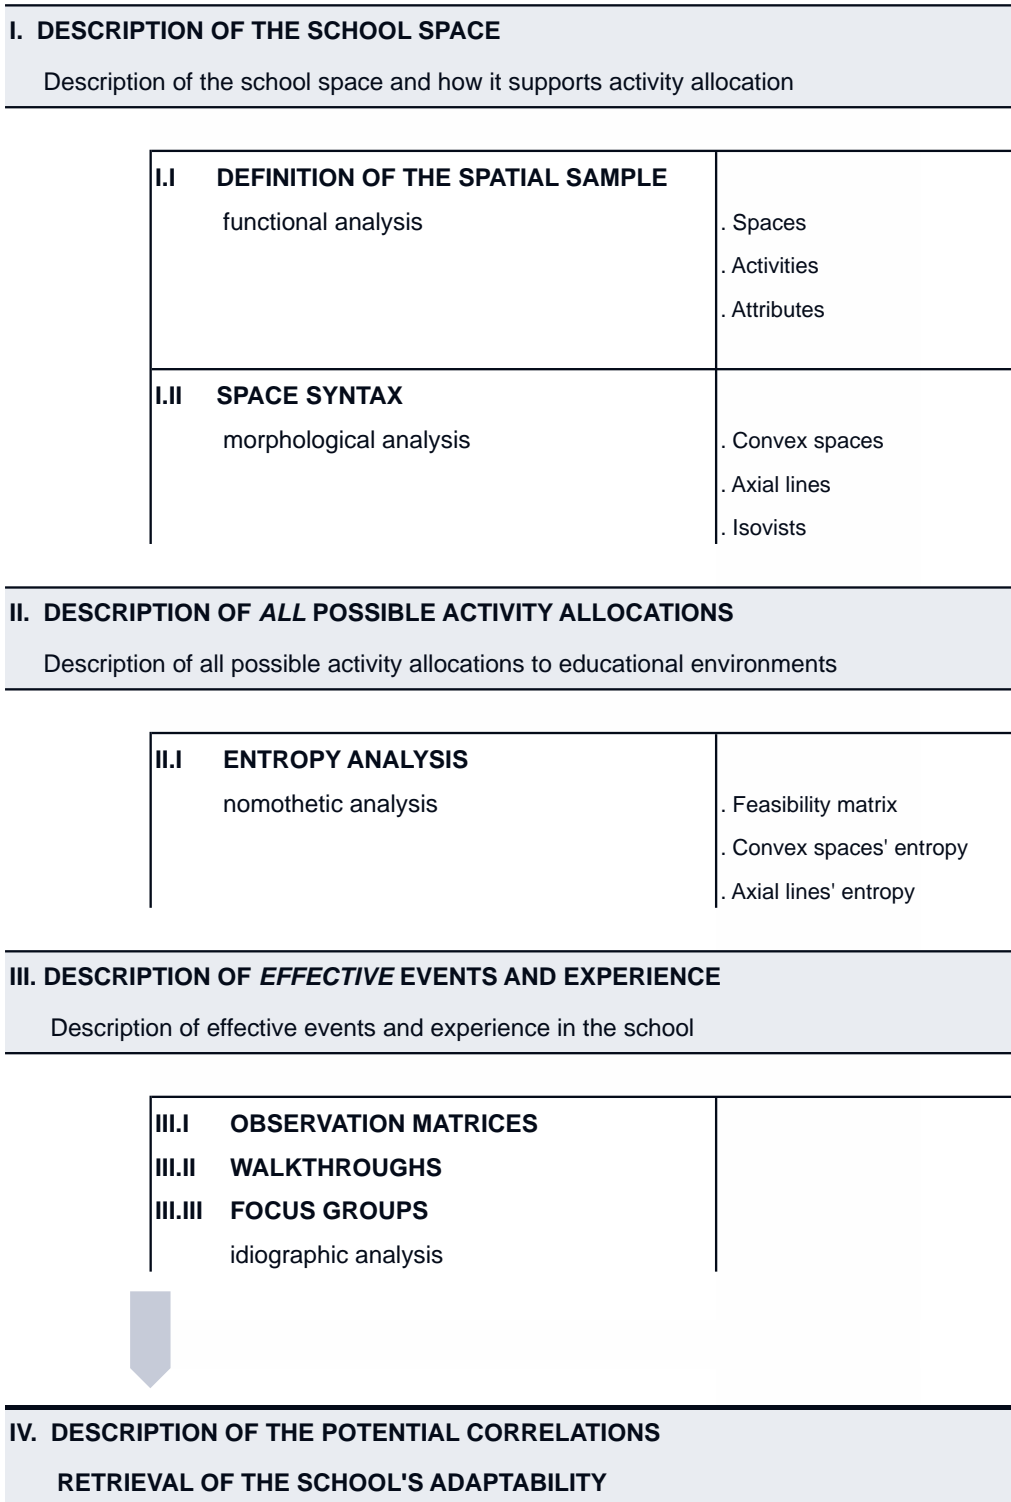 I. DESCRIPTION OF THE SCHOOL SPACE
Description of the school space and how it supports activity allocation
I.I DEFINITION OF THE SPATIAL SAMPLE
functional analysis
. Spaces
. Activities
. Attributes
I.II SPACE SYNTAX
morphological analysis
. Convex spaces
. Axial lines
. Isovists
II. DESCRIPTION OF ALL POSSIBLE ACTIVITY ALLOCATIONS
Description of all possible activity allocations to educational environments
II.I ENTROPY ANALYSIS
nomothetic analysis
. Feasibility matrix
. Convex spaces' entropy
. Axial lines' entropy
III. DESCRIPTION OF EFFECTIVE EVENTS AND EXPERIENCE
Description of effective events and experience in the school
III.I OBSERVATION MATRICES
III.II WALKTHROUGHS
III.III FOCUS GROUPS
idiographic analysis
IV. DESCRIPTION OF THE POTENTIAL CORRELATIONS
RETRIEVAL OF THE SCHOOL'S ADAPTABILITY